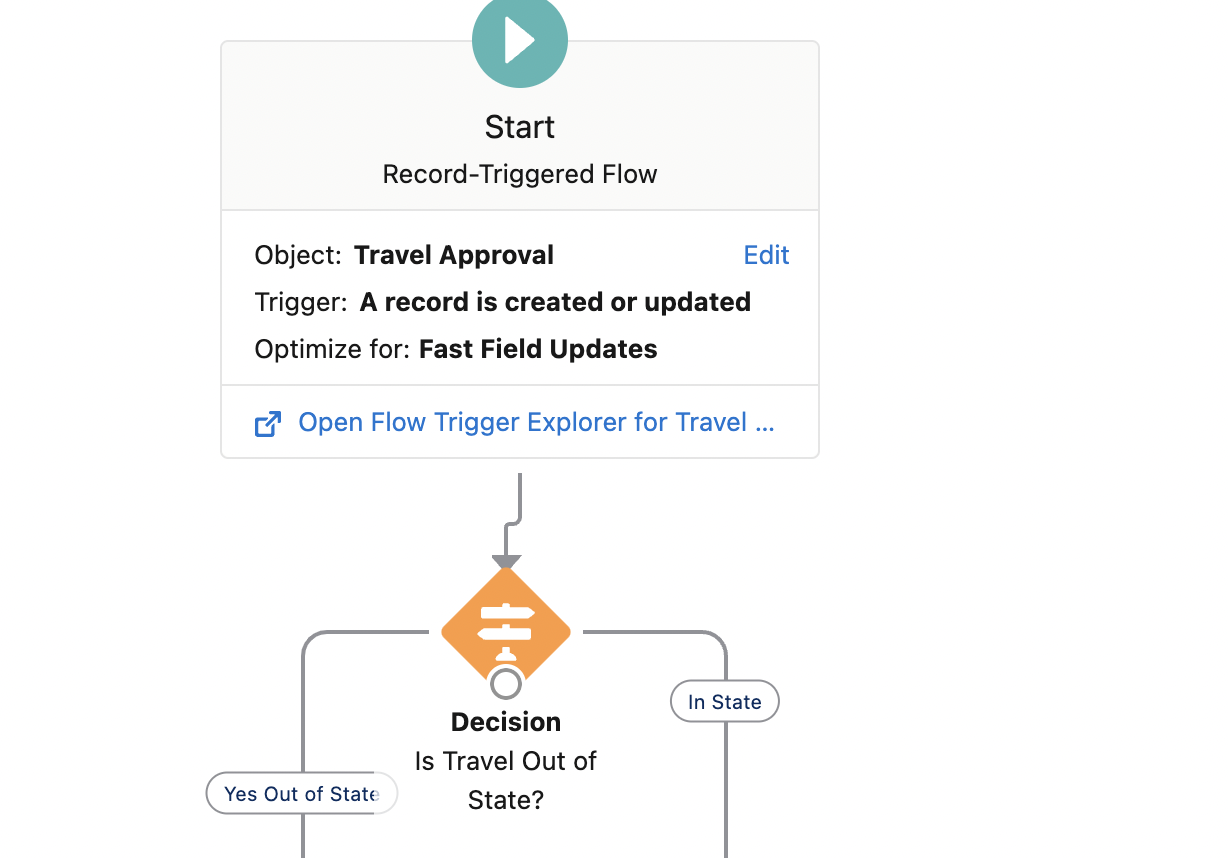 Start
Record-Triggered Flow
Object: Travel Approval
Edit
Trigger: A record is created or updated
Optimize for: Fast Field Updates
Open Flow Trigger Explorer for Travel ...
In State
Decision
Is Travel Out of
State?
Yes Out of State